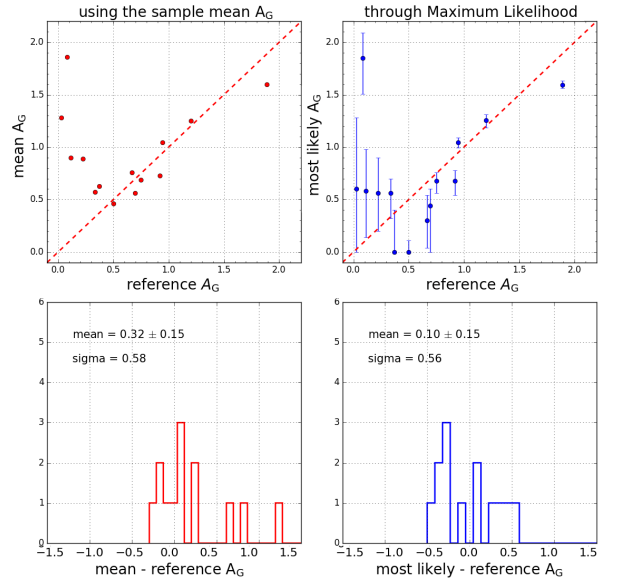 using the sample mean A_G
through Maximum Likelihood
2.0
1.5
1.0
0.5
0.0
mean A_G
0.0 0.5 1.0 1.5 2.0
reference A_G
2.0
1.5
1.0
0.5
0.0
most likely A_G
0.0 0.5 1.0 1.5 2.0
reference A_G
6
5
4
3
2
1
0
mean = 0.32 ± 0.15
sigma = 0.58
−1.5 −1.0 −0.5 0.0 0.5 1.0 1.5
mean - reference A_G
6
5
4
3
2
1
0
mean = 0.10 ± 0.15
sigma = 0.56
−1.5 −1.0 −0.5 0.0 0.5 1.0 1.5
most likely - reference A_G